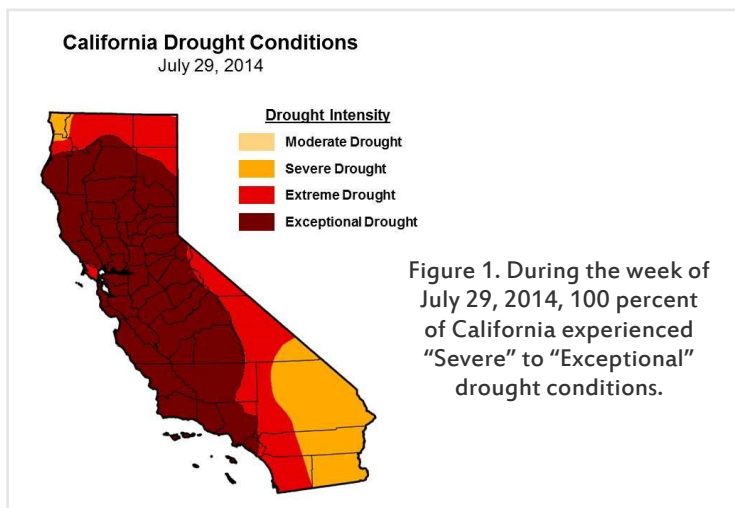 California Drought Conditions
July 29, 2014
Drought Intensity
Moderate Drought
Severe Drought
Extreme Drought
Exceptional Drought
Figure 1. During the week of
July 29, 2014, 100 percent
of California experienced
“Severe” to “Exceptional”
drought conditions.